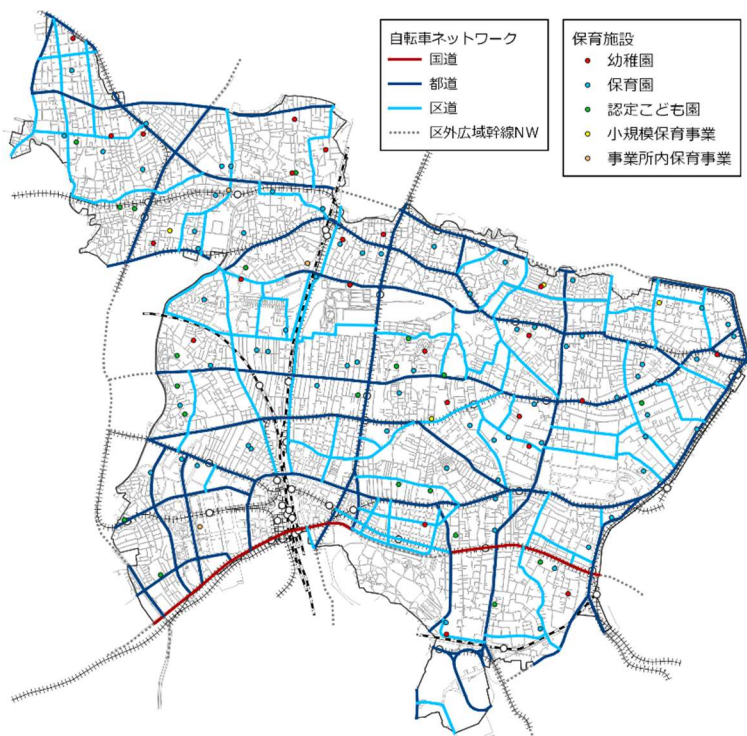 自転車ネットワーク
国道
都道
区道
区外広域幹線NW
保育施設
幼稚園
保育園
認定こども園
小規模保育事業
事業所内保育事業